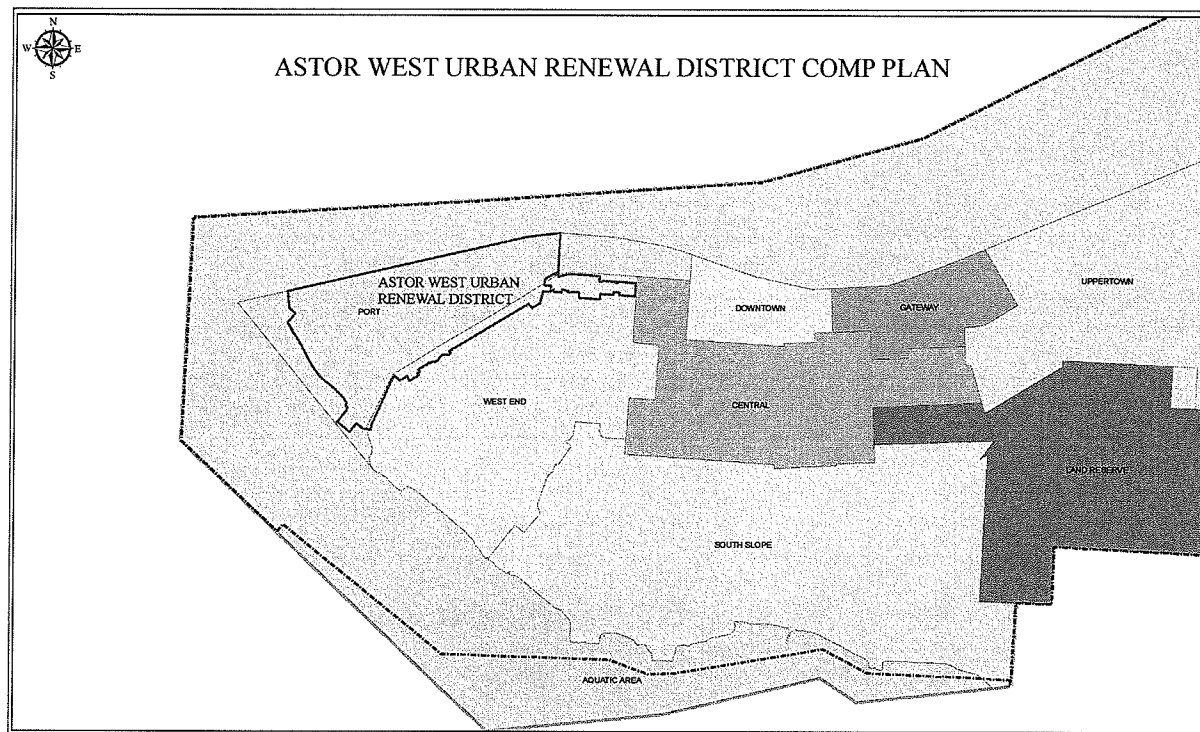 N
W E
S
ASTOR WEST URBAN RENEWAL DISTRICT COMP PLAN
ASTOR WEST URBAN
RENEWAL DISTRICT
PORT
DOWNTOWN
GATEWAY
UPPERTOWN
WEST END
CENTRAL
LAND RESERVE
SOUTH SLOPE
AQUATIC AREA